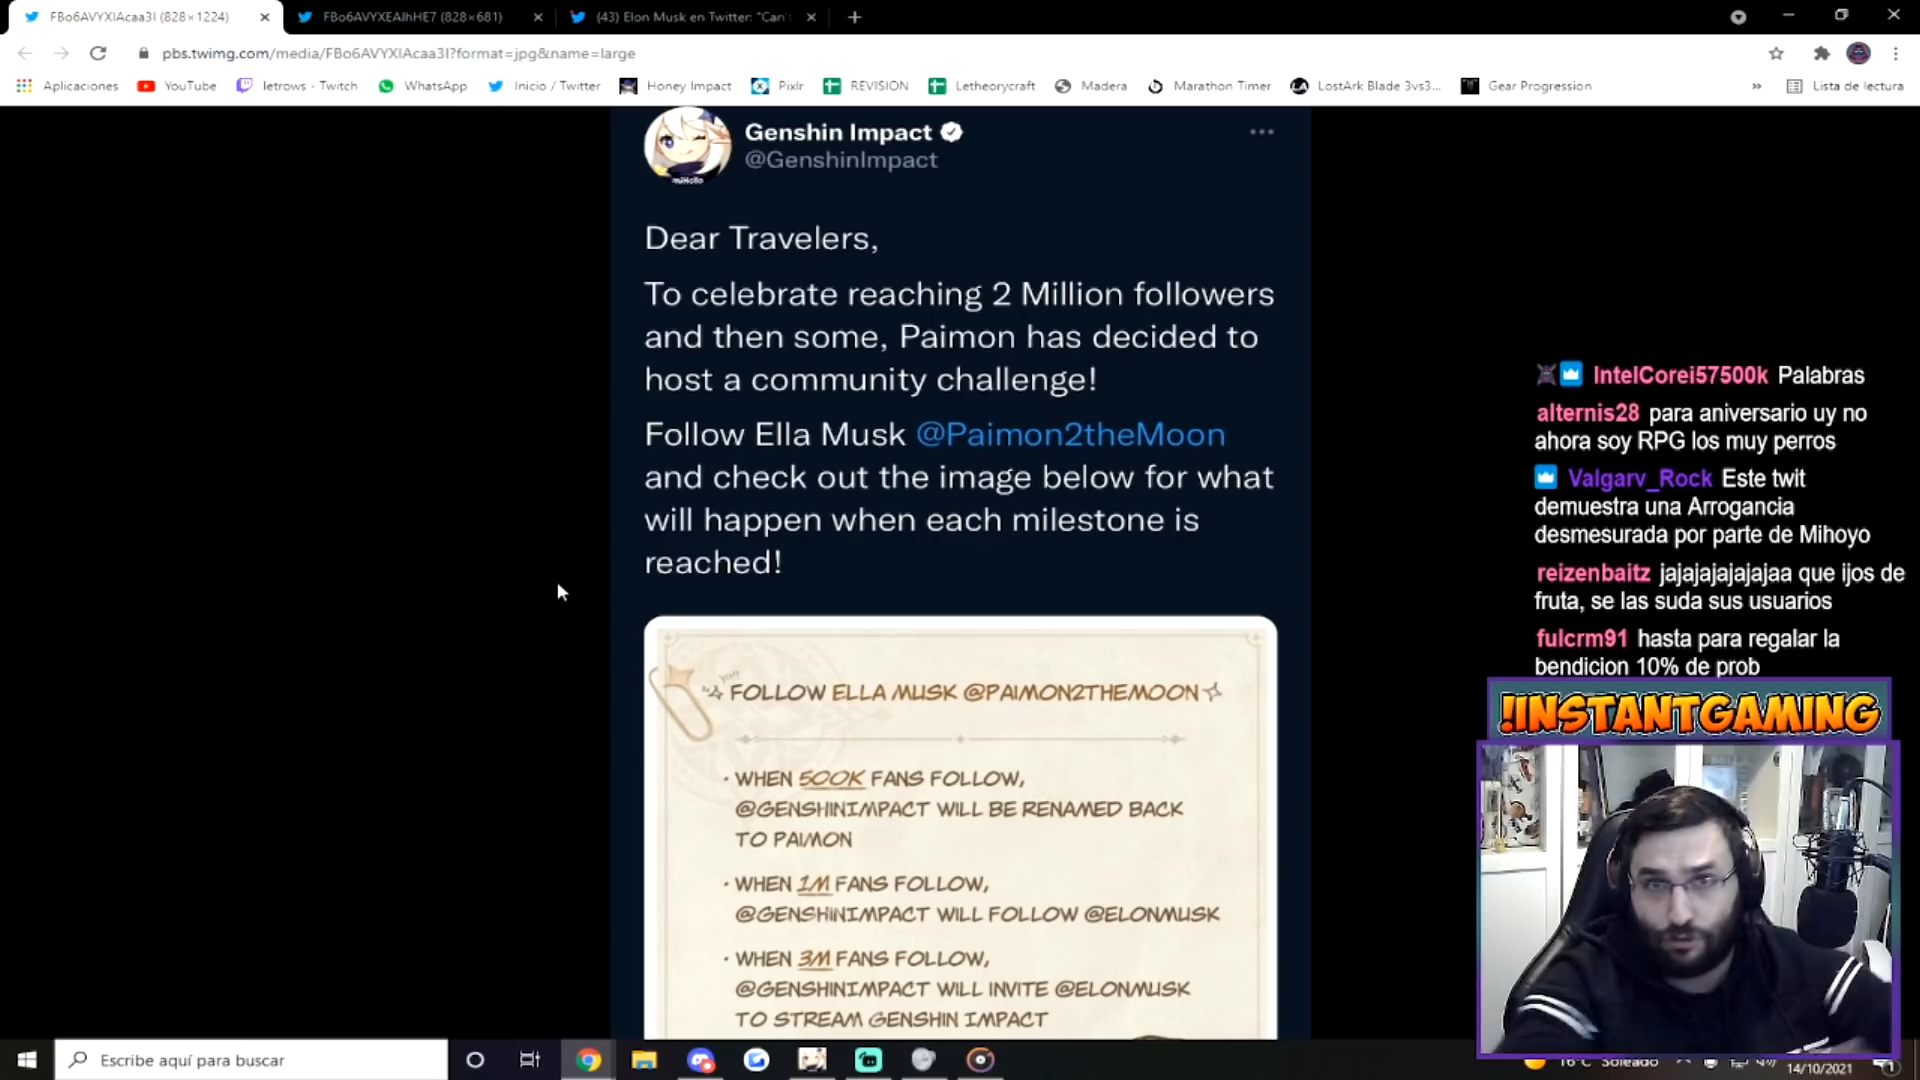 FBo6AVYXIAcaa3I (828×1224)
FBo6AVYXEAIhHE7 (828×681)
(43) Elon Musk en Twitter: "Can'
pbs.twimg.com/media/FBo6AVYXIAcaa3I?format=jpg&name=large
Aplicaciones YouTube letrows - Twitch WhatsApp Inicio / Twitter Honey Impact Pixlr REVISION Letheorycraft Madera Marathon Timer LostArk Blade 3vs3... Gear Progression » Lista de lectura
Genshin Impact
@GenshinImpact
miHoYo
Dear Travelers,
To celebrate reaching 2 Million followers
and then some, Paimon has decided to
host a community challenge!
Follow Ella Musk @Paimon2theMoon
and check out the image below for what
will happen when each milestone is
reached!
FOLLOW ELLA MUSK @PAIMON2THEMOON
· WHEN 500K FANS FOLLOW,
@GENSHINIMPACT WILL BE RENAMED BACK
TO PAIMON
· WHEN 1M FANS FOLLOW,
@GENSHINIMPACT WILL FOLLOW @ELONMUSK
· WHEN 3M FANS FOLLOW,
@GENSHINIMPACT WILL INVITE @ELONMUSK
TO STREAM GENSHIN IMPACT
IntelCorei57500k Palabras
alternis28 para aniversario uy no
ahora soy RPG los muy perros
Valgarv_Rock Este twit
demuestra una Arrogancia
desmesurada por parte de Mihoyo
reizenbaitz jajajajajajajaa que ijos de
fruta, se las suda sus usuarios
fulcrm91 hasta para regalar la
bendicion 10% de prob
!INSTANTGAMING
Escribe aquí para buscar
16°C Soleado
14/10/2021